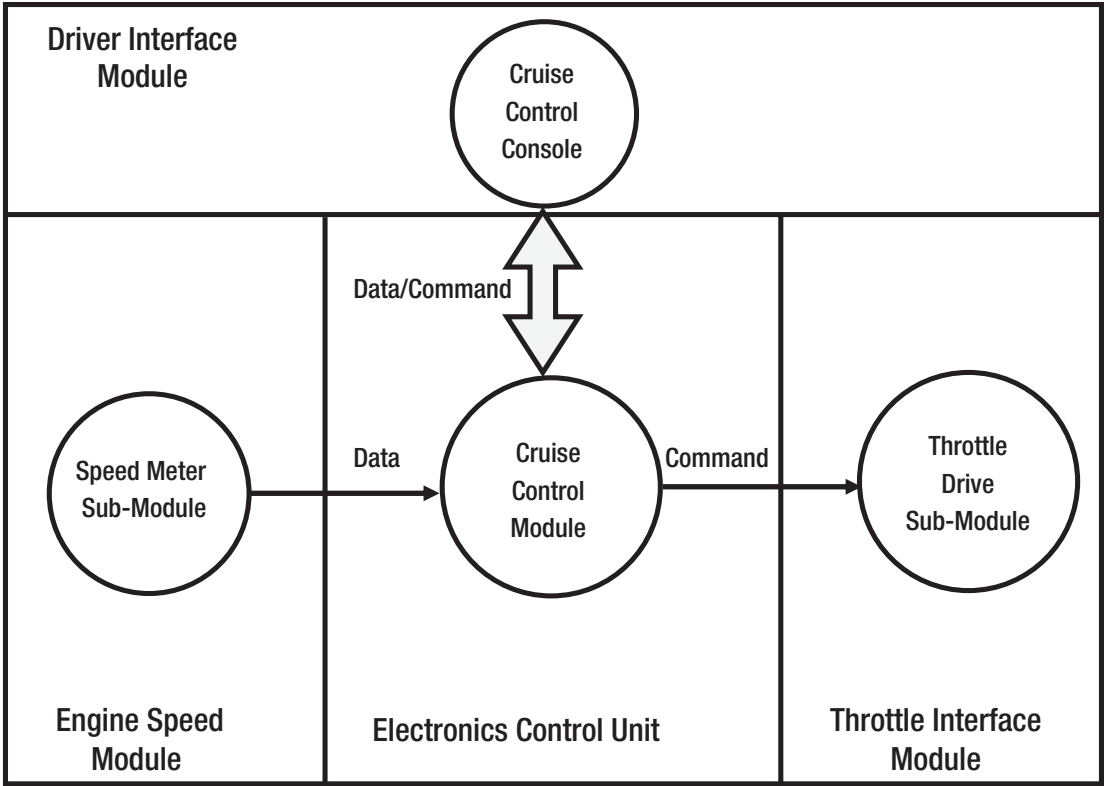 Driver Interface
Module
Cruise
Control
Console
Data/Command
Speed Meter
Sub-Module
Data
Cruise
Control
Module
Command
Throttle
Drive
Sub-Module
Engine Speed
Module
Electronics Control Unit
Throttle Interface
Module